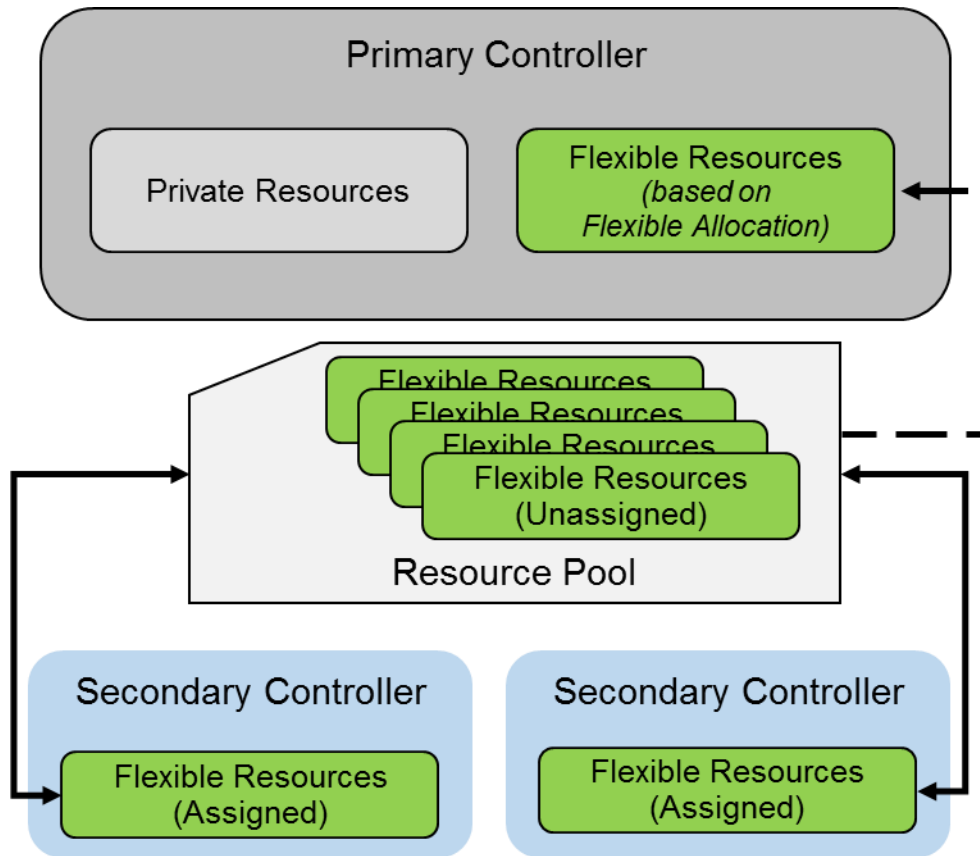 Primary Controller
Private Resources
Flexible Resources
(based on
Flexible Allocation)
Flexible Resources
Flexible Resources
Flexible Resources
Flexible Resources
(Unassigned)
Resource Pool
Secondary Controller
Flexible Resources
(Assigned)
Secondary Controller
Flexible Resources
(Assigned)